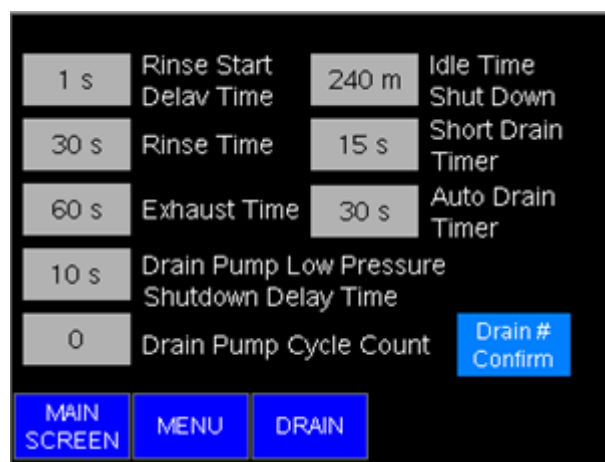 1 s
Rinse Start
Delay Time
240 m
Idle Time
Shut Down
30 s
Rinse Time
15 s
Short Drain
Timer
60 s
Exhaust Time
30 s
Auto Drain
Timer
10 s
Drain Pump Low Pressure
Shutdown Delay Time
0
Drain Pump Cycle Count
Drain #
Confirm
MAIN
SCREEN
MENU
DRAIN